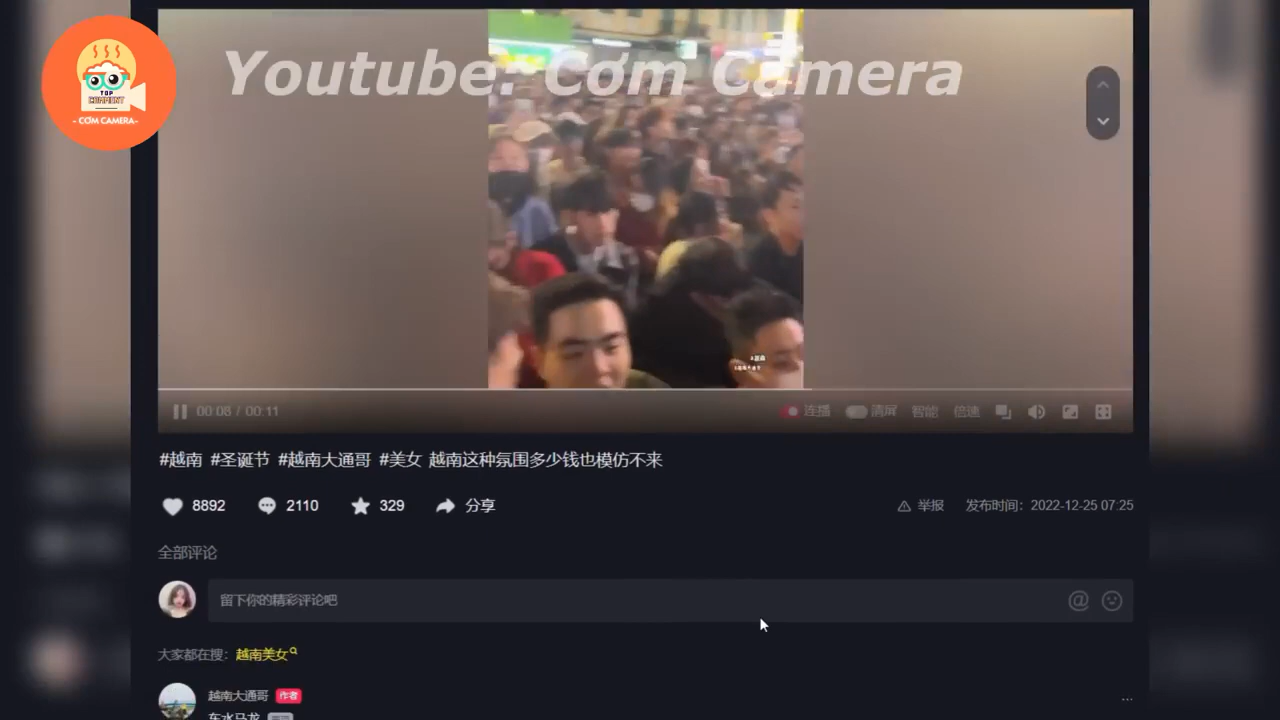 Youtube: Cơm Camera
TOP
COMMENT
- CƠM CAMERA-
00:08 / 00:11
连播
清屏
智能
倍速
#越南 #圣诞节 #越南大通哥 #美女 越南这种氛围多少钱也模仿不来
8892
2110
329
分享
举报
发布时间：2022-12-25 07:25
全部评论
留下你的精彩评论吧
@
大家都在搜：越南美女
越南大通哥 作者
...
车水马龙